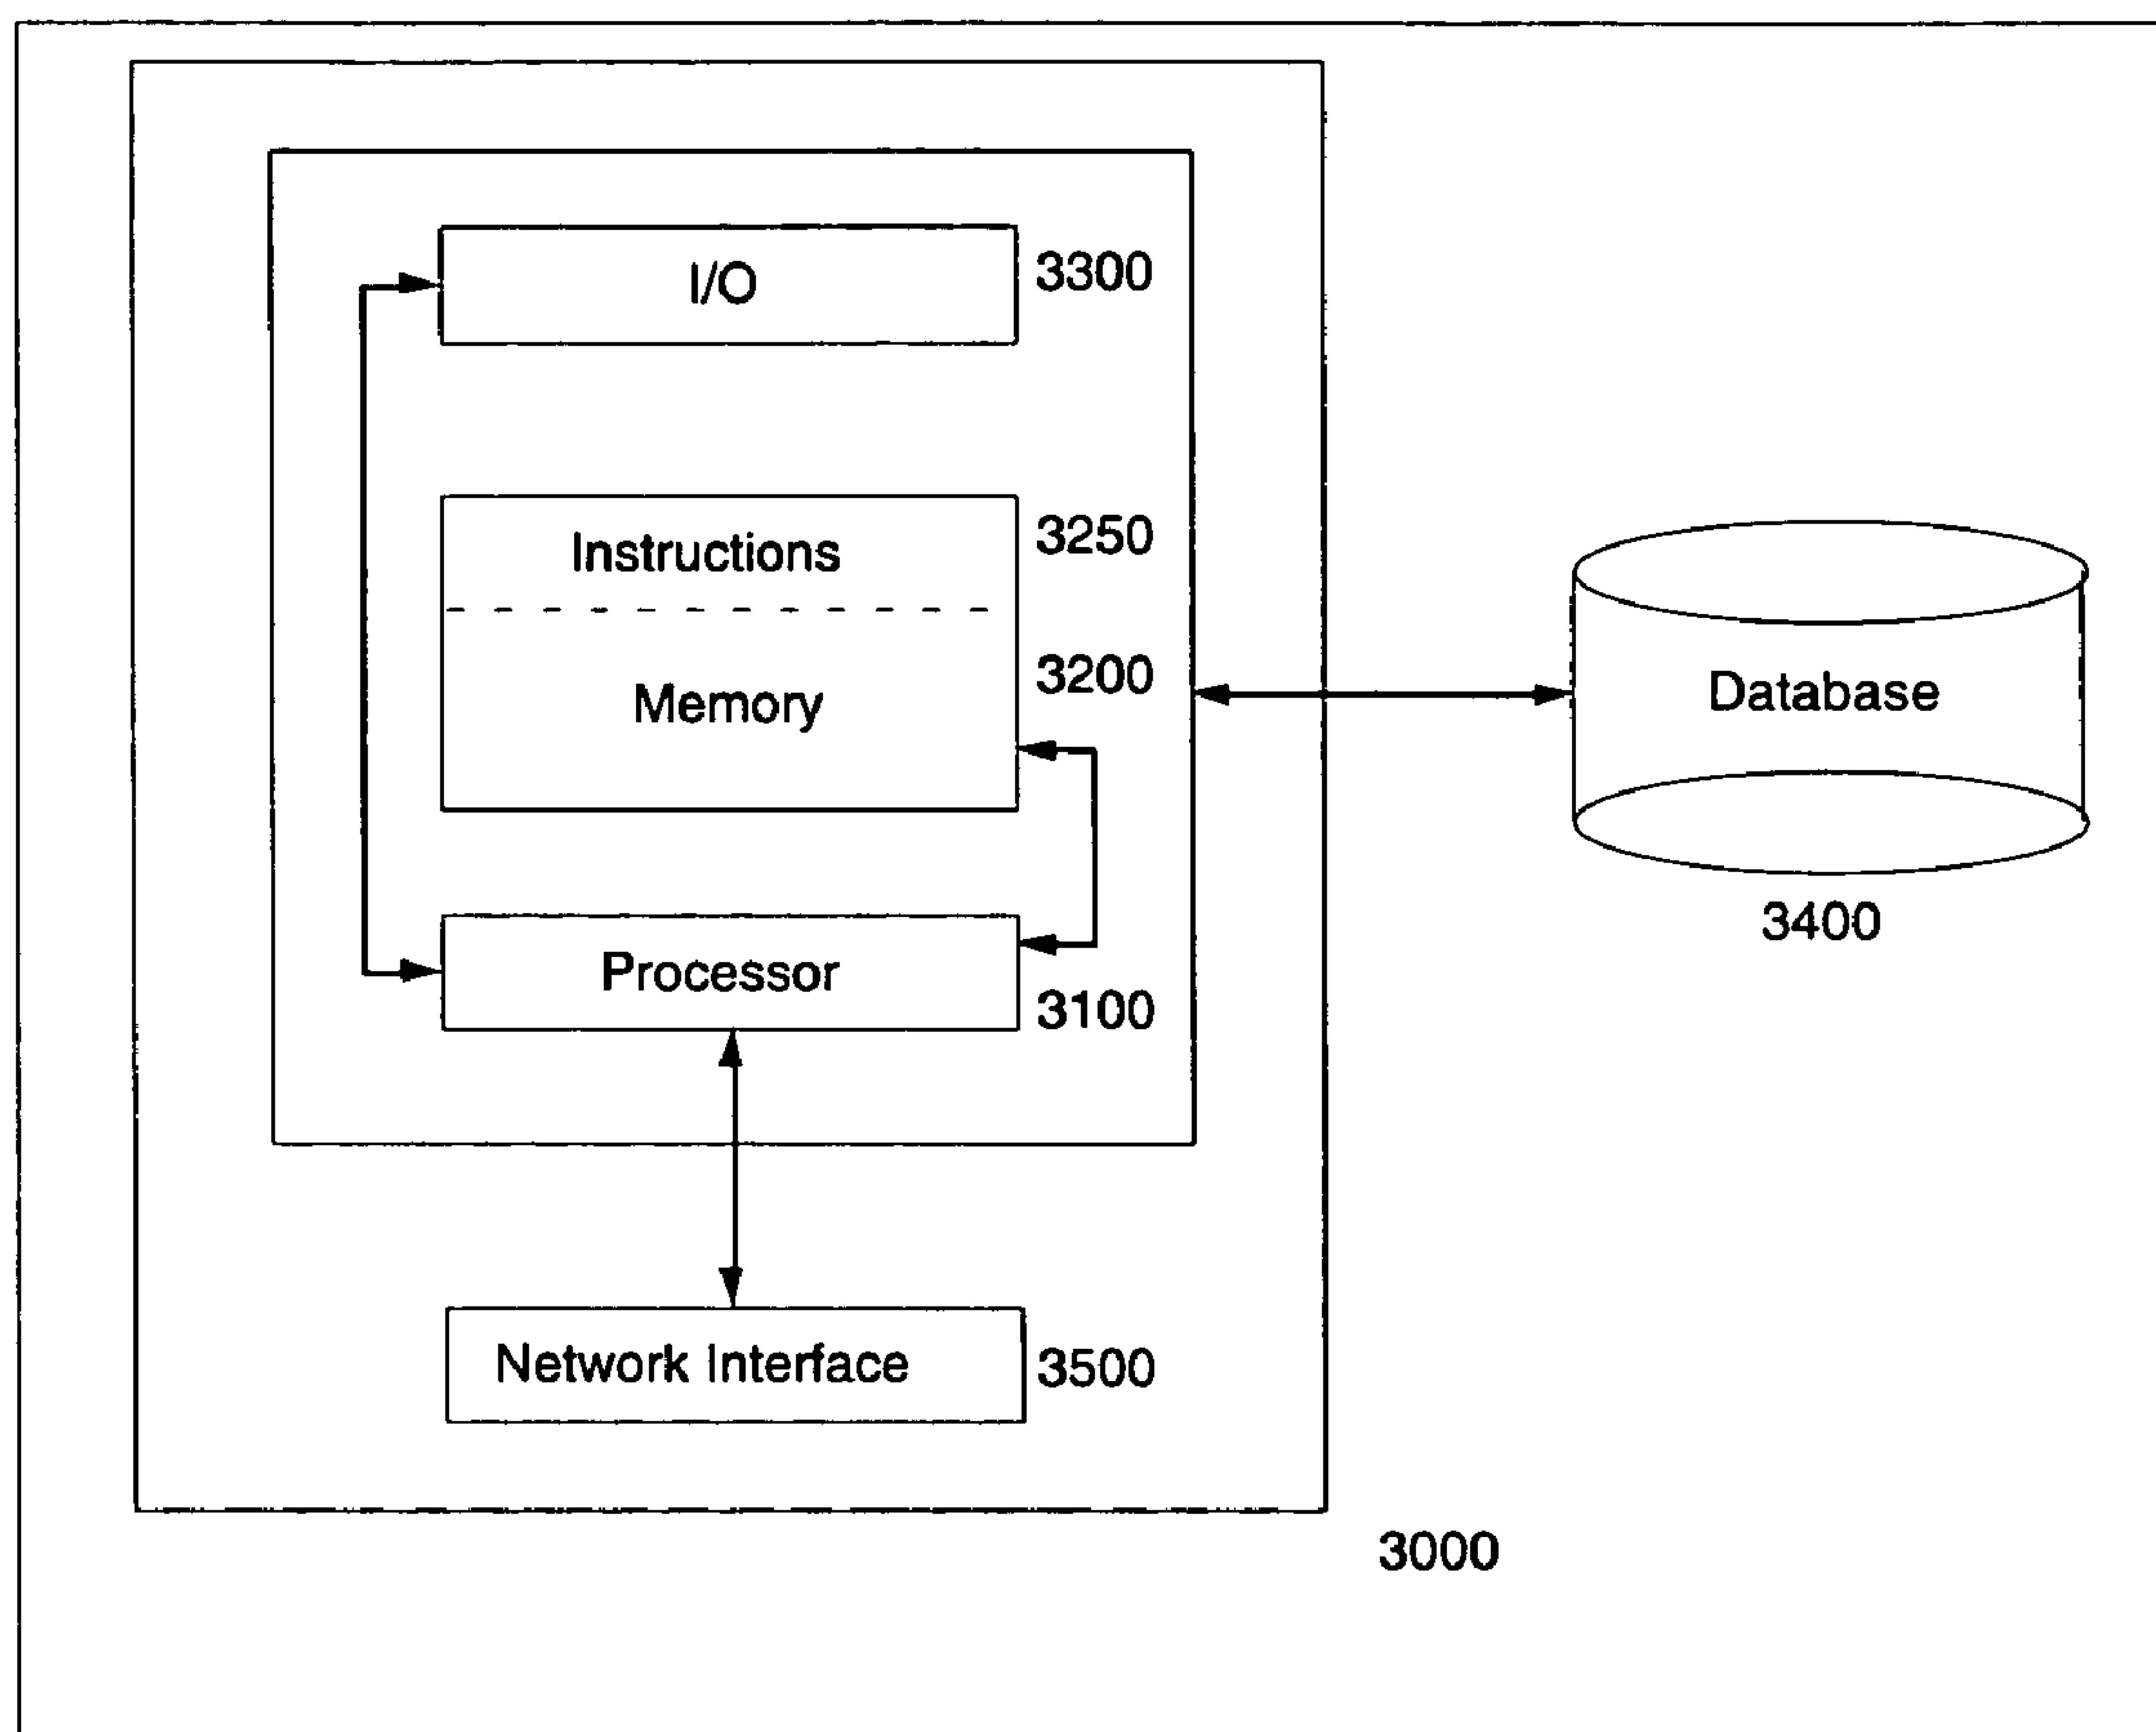 I/O
3300
Instructions
3250
Memory
3200
Database
3400
Processor
3100
Network Interface
3500
3000